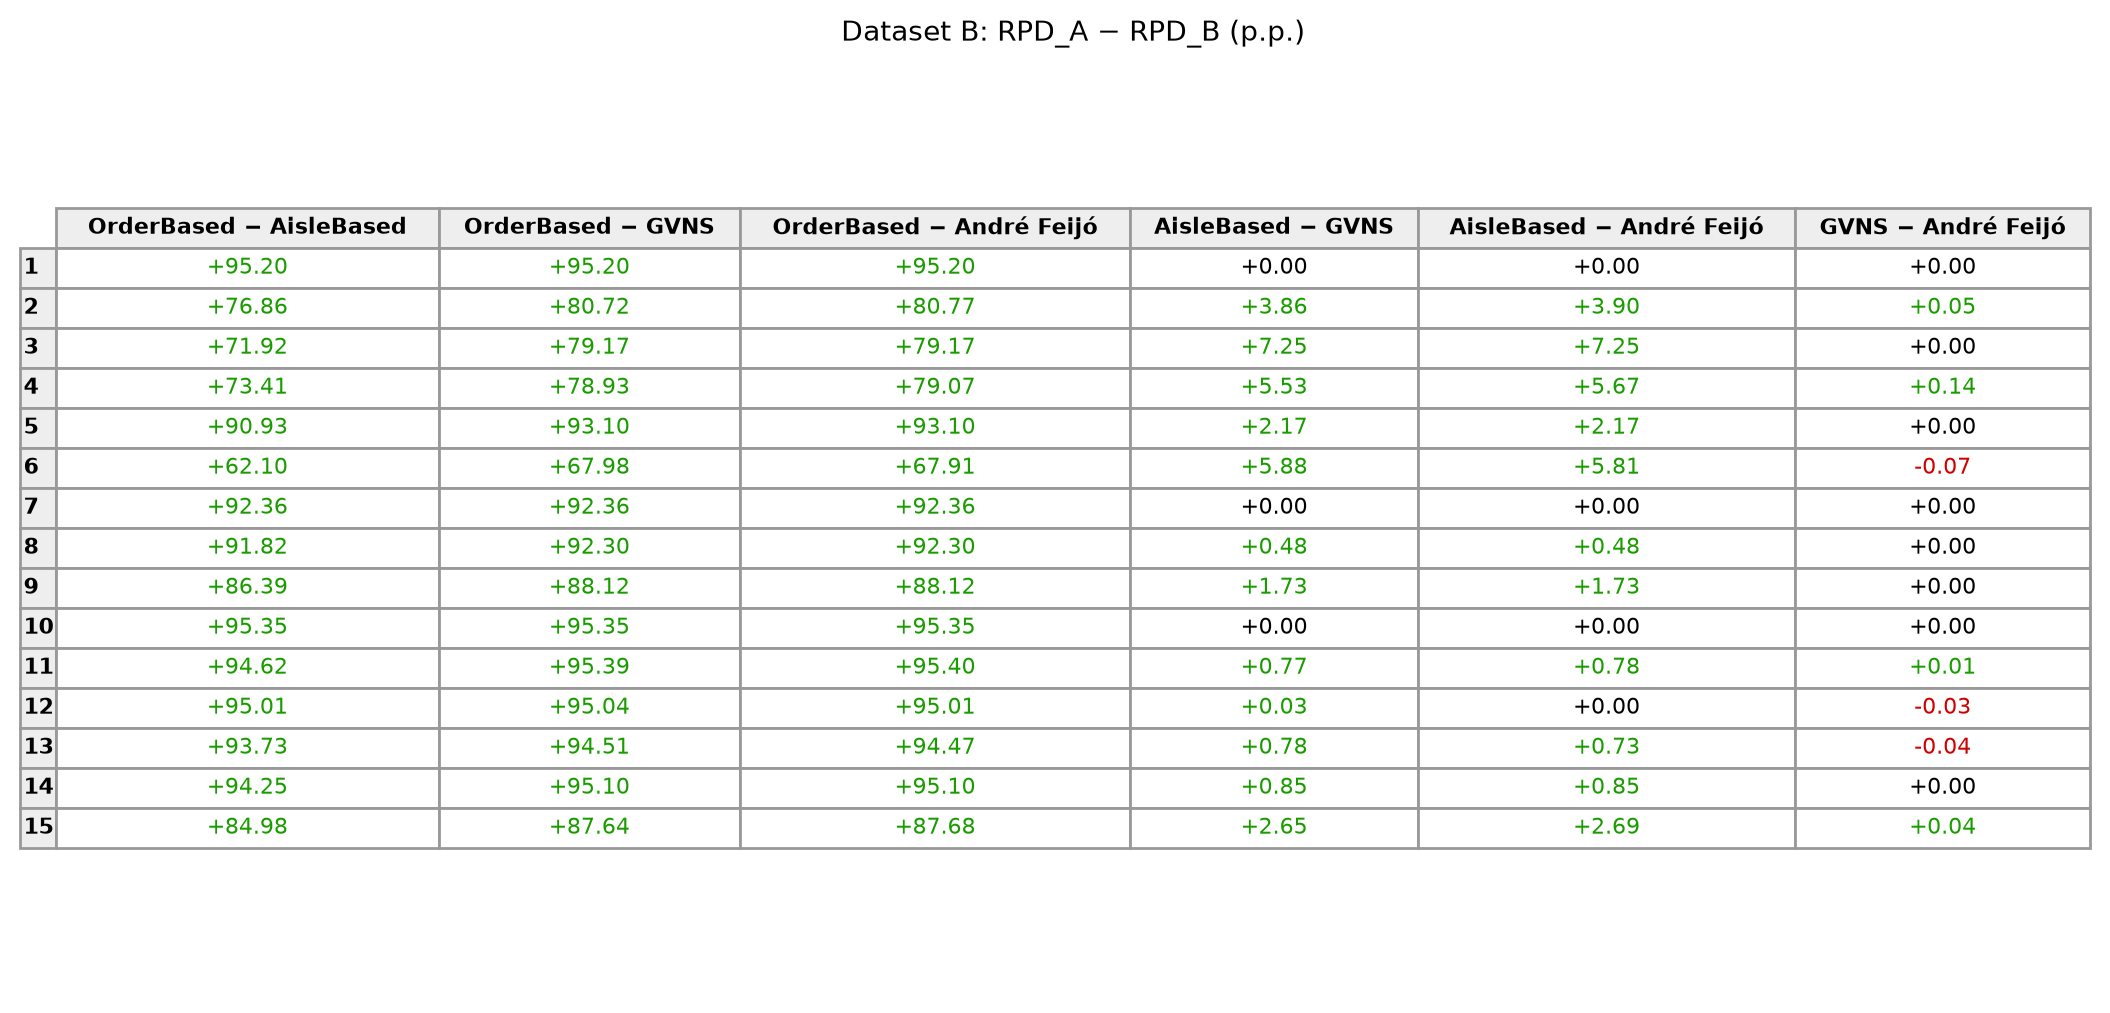 Dataset B: RPD_A − RPD_B (p.p.)
OrderBased − AisleBased OrderBased − GVNS OrderBased − André Feijó AisleBased − GVNS AisleBased − André Feijó GVNS − André Feijó
1 +95.20 +95.20 +95.20 +0.00 +0.00 +0.00
2 +76.86 +80.72 +80.77 +3.86 +3.90 +0.05
3 +71.92 +79.17 +79.17 +7.25 +7.25 +0.00
4 +73.41 +78.93 +79.07 +5.53 +5.67 +0.14
5 +90.93 +93.10 +93.10 +2.17 +2.17 +0.00
6 +62.10 +67.98 +67.91 +5.88 +5.81 -0.07
7 +92.36 +92.36 +92.36 +0.00 +0.00 +0.00
8 +91.82 +92.30 +92.30 +0.48 +0.48 +0.00
9 +86.39 +88.12 +88.12 +1.73 +1.73 +0.00
10 +95.35 +95.35 +95.35 +0.00 +0.00 +0.00
11 +94.62 +95.39 +95.40 +0.77 +0.78 +0.01
12 +95.01 +95.04 +95.01 +0.03 +0.00 -0.03
13 +93.73 +94.51 +94.47 +0.78 +0.73 -0.04
14 +94.25 +95.10 +95.10 +0.85 +0.85 +0.00
15 +84.98 +87.64 +87.68 +2.65 +2.69 +0.04